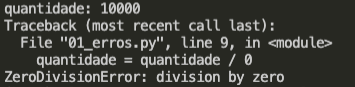 quantidade: 10000
Traceback (most recent call last):
  File "01_erros.py", line 9, in <module>
    quantidade = quantidade / 0
ZeroDivisionError: division by zero